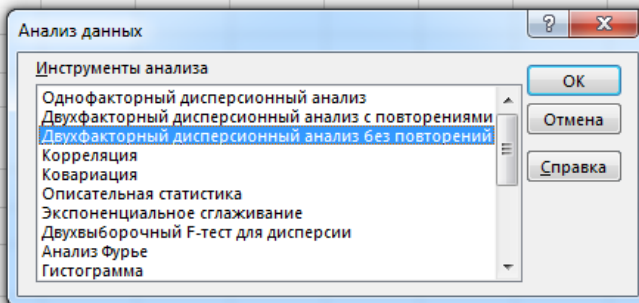 Анализ данных
Инструменты анализа
Однофакторный дисперсионный анализ
Двухфакторный дисперсионный анализ с повторениями
Двухфакторный дисперсионный анализ без повторений
Корреляция
Ковариация
Описательная статистика
Экспоненциальное сглаживание
Двухвыборочный F-тест для дисперсии
Анализ Фурье
Гистограмма
ОК
Отмена
Справка